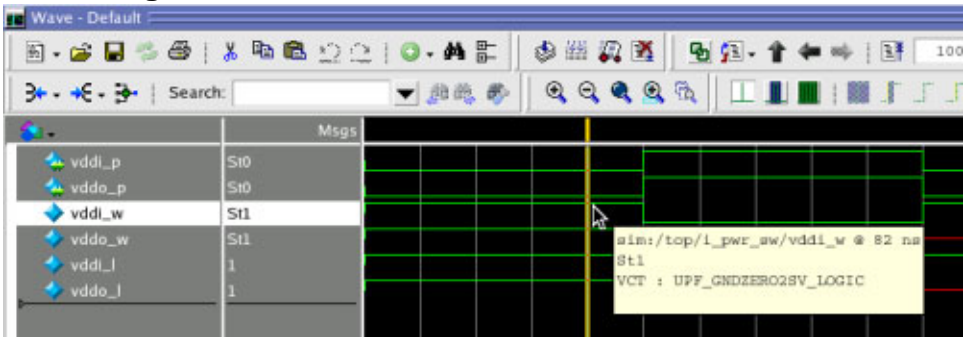 Wave - Default
100
Search:
Msgs
vddi_p St0
vddo_p St0
vddi_w St1
vddo_w St1
vddi_l 1
vddo_l 1
sim:/top/i_pwr_sw/vddi_w @ 82 ns
St1
VCT : UPF_GNDZERO2SV_LOGIC